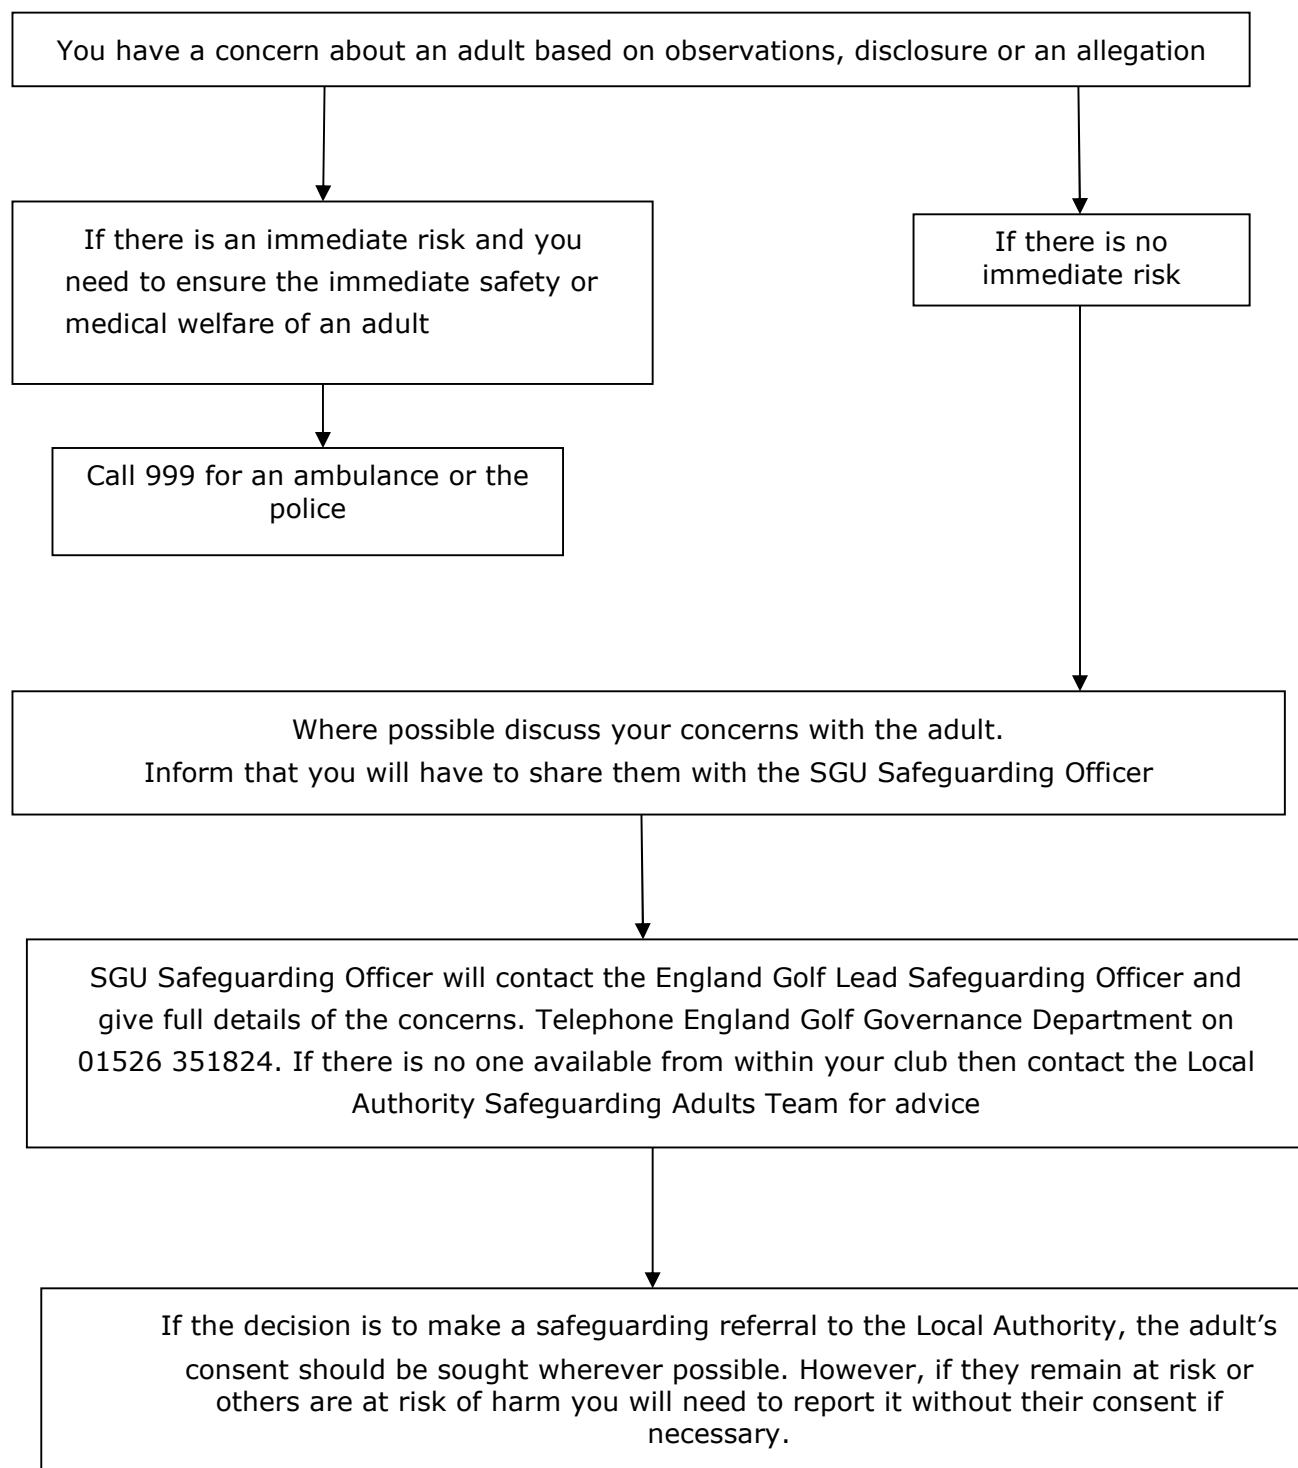 You have a concern about an adult based on observations, disclosure or an allegation
If there is an immediate risk and you
need to ensure the immediate safety or
medical welfare of an adult
If there is no
immediate risk
Call 999 for an ambulance or the
police
Where possible discuss your concerns with the adult.
Inform that you will have to share them with the SGU Safeguarding Officer
SGU Safeguarding Officer will contact the England Golf Lead Safeguarding Officer and
give full details of the concerns. Telephone England Golf Governance Department on
01526 351824. If there is no one available from within your club then contact the Local
Authority Safeguarding Adults Team for advice
If the decision is to make a safeguarding referral to the Local Authority, the adult’s
consent should be sought wherever possible. However, if they remain at risk or
others are at risk of harm you will need to report it without their consent if
necessary.